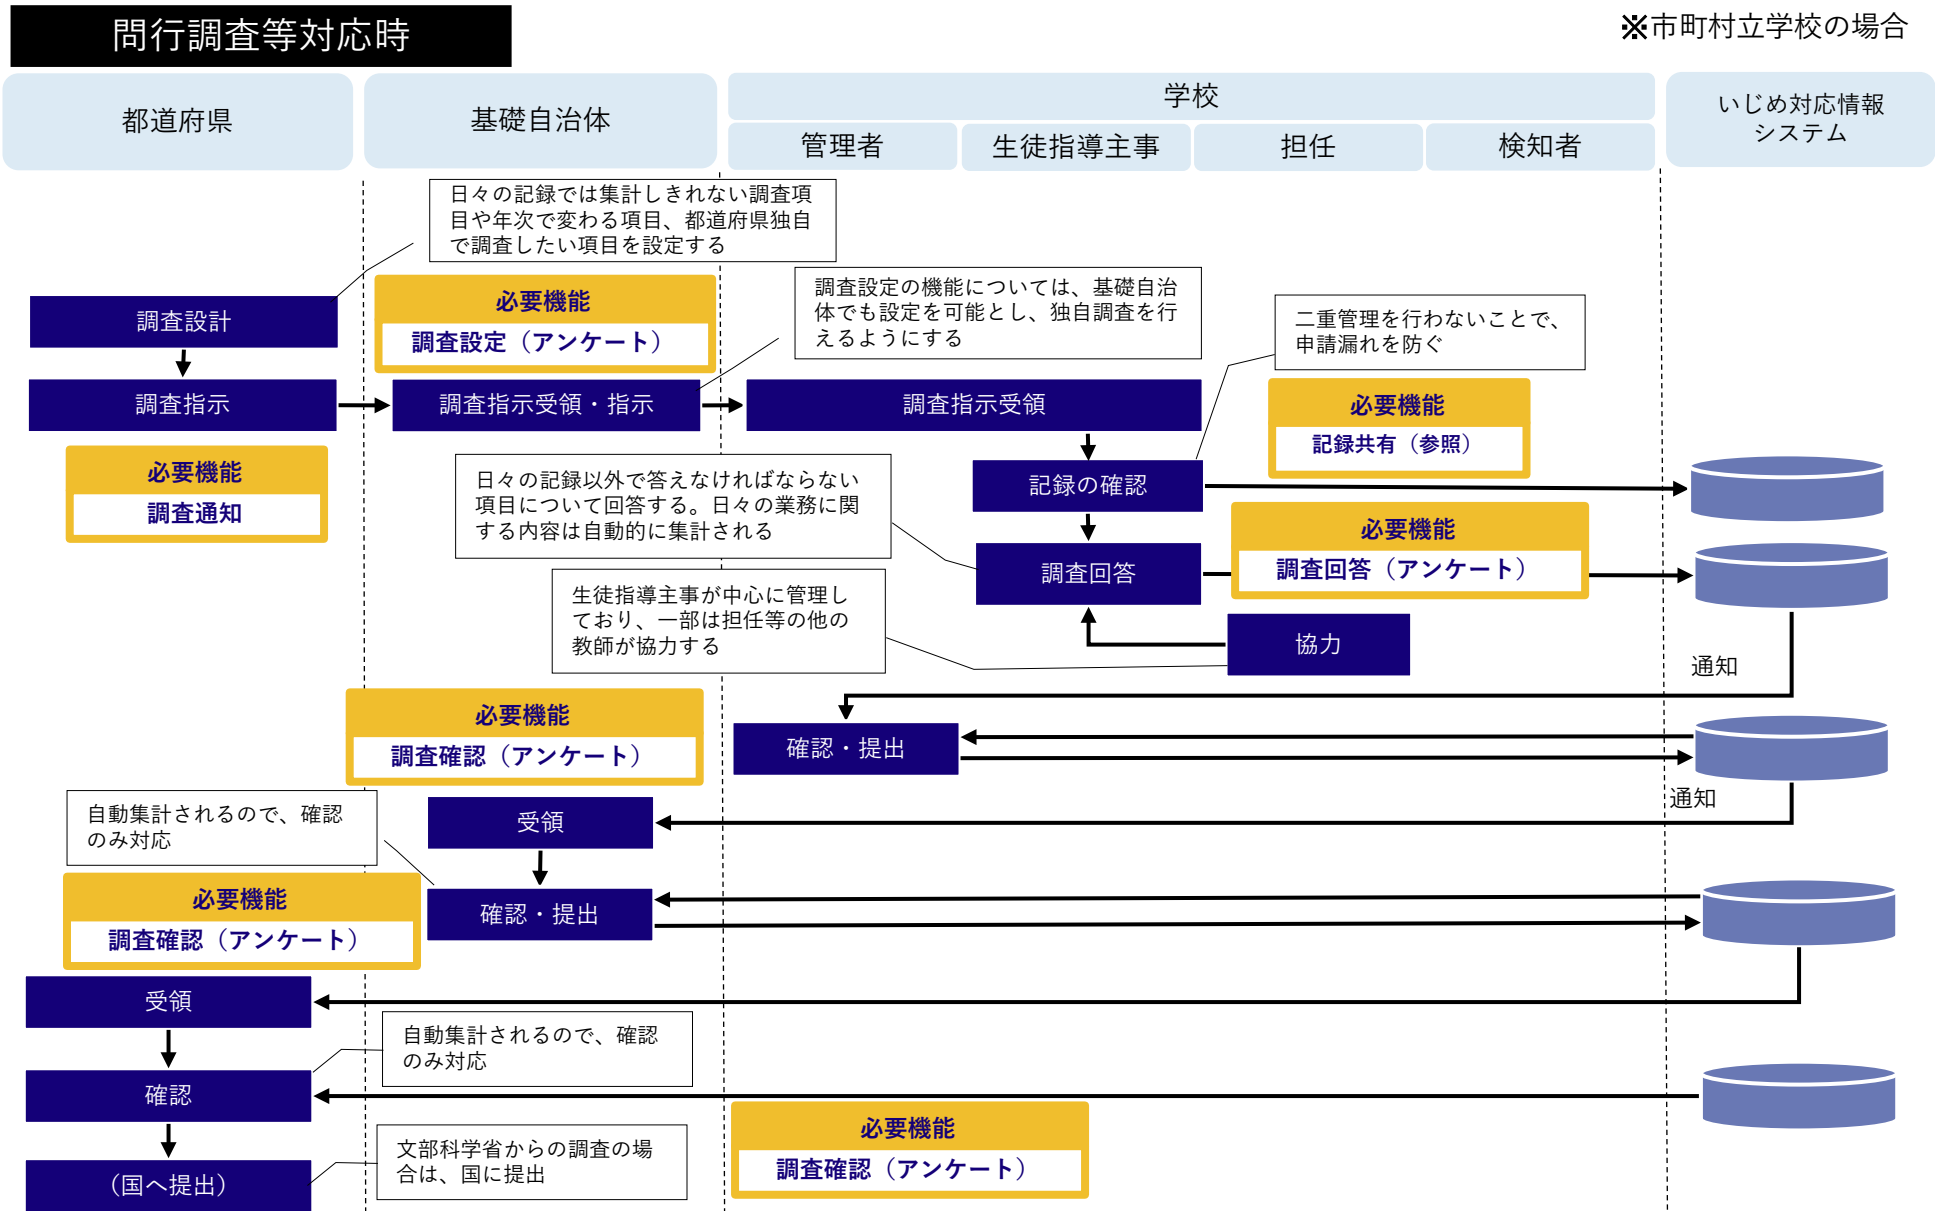 問行調査等対応時
※市町村立学校の場合
都道府県
基礎自治体
学校
管理者
生徒指導主事
担任
検知者
いじめ対応情報
システム
日々の記録では集計しきれない調査項
目や年次で変わる項目、都道府県独自
で調査したい項目を設定する
調査設計
必要機能
調査設定（アンケート）
調査設定の機能については、基礎自治
体でも設定を可能とし、独自調査を行
えるようにする
二重管理を行わないことで、
申請漏れを防ぐ
調査指示
調査指示受領・指示
調査指示受領
必要機能
記録共有（参照）
必要機能
調査通知
日々の記録以外で答えなければならない
項目について回答する。日々の業務に関
する内容は自動的に集計される
記録の確認
必要機能
調査回答（アンケート）
調査回答
生徒指導主事が中心に管理し
ており、一部は担任等の他の
教師が協力する
協力
通知
必要機能
調査確認（アンケート）
確認・提出
通知
自動集計されるので、確認
のみ対応
受領
必要機能
調査確認（アンケート）
確認・提出
受領
自動集計されるので、確認
のみ対応
確認
必要機能
調査確認（アンケート）
文部科学省からの調査の場
合は、国に提出
（国へ提出）